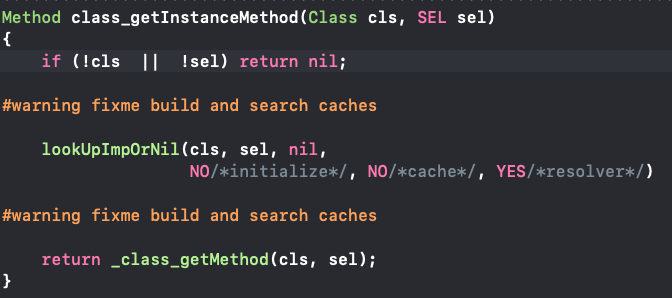 Method class_getInstanceMethod(Class cls, SEL sel)
{
    if (!cls  ||  !sel) return nil;
#warning fixme build and search caches
    lookUpImpOrNil(cls, sel, nil,
                   NO/*initialize*/, NO/*cache*/, YES/*resolver*/)
#warning fixme build and search caches
    return _class_getMethod(cls, sel);
}